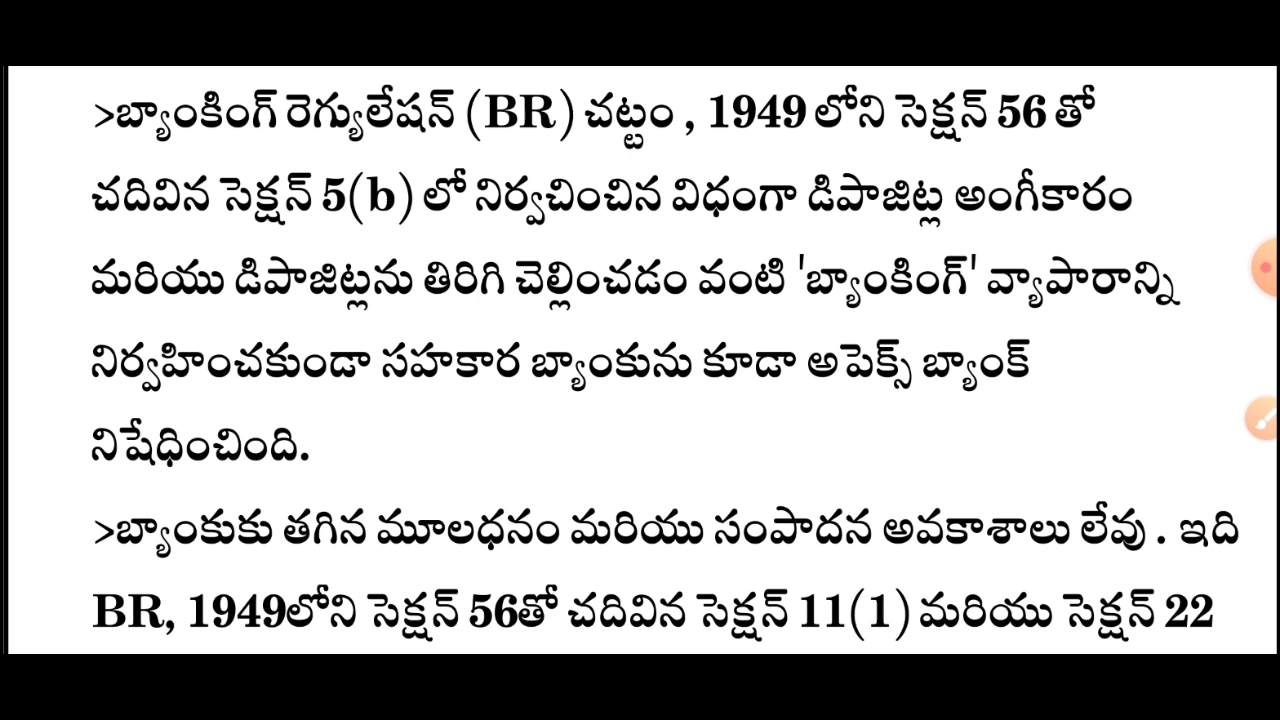 >బ్యాంకింగ్ రెగ్యులేషన్ (BR) చట్టం , 1949 లోని సెక్షన్ 56 తో
చదివిన సెక్షన్ 5(b) లో నిర్వచించిన విధంగా డిపాజిట్ల అంగీకారం
మరియు డిపాజిట్లను తిరిగి చెల్లించడం వంటి 'బ్యాంకింగ్' వ్యాపారాన్ని
నిర్వహించకుండా సహకార బ్యాంకును కూడా అపెక్స్ బ్యాంక్
నిషేధించింది.
>బ్యాంకుకు తగిన మూలధనం మరియు సంపాదన అవకాశాలు లేవు . ఇది
BR, 1949లోని సెక్షన్ 56తో చదివిన సెక్షన్ 11(1) మరియు సెక్షన్ 22